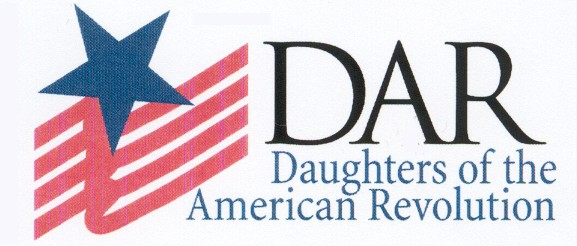 DAR
Daughters of the
American Revolution